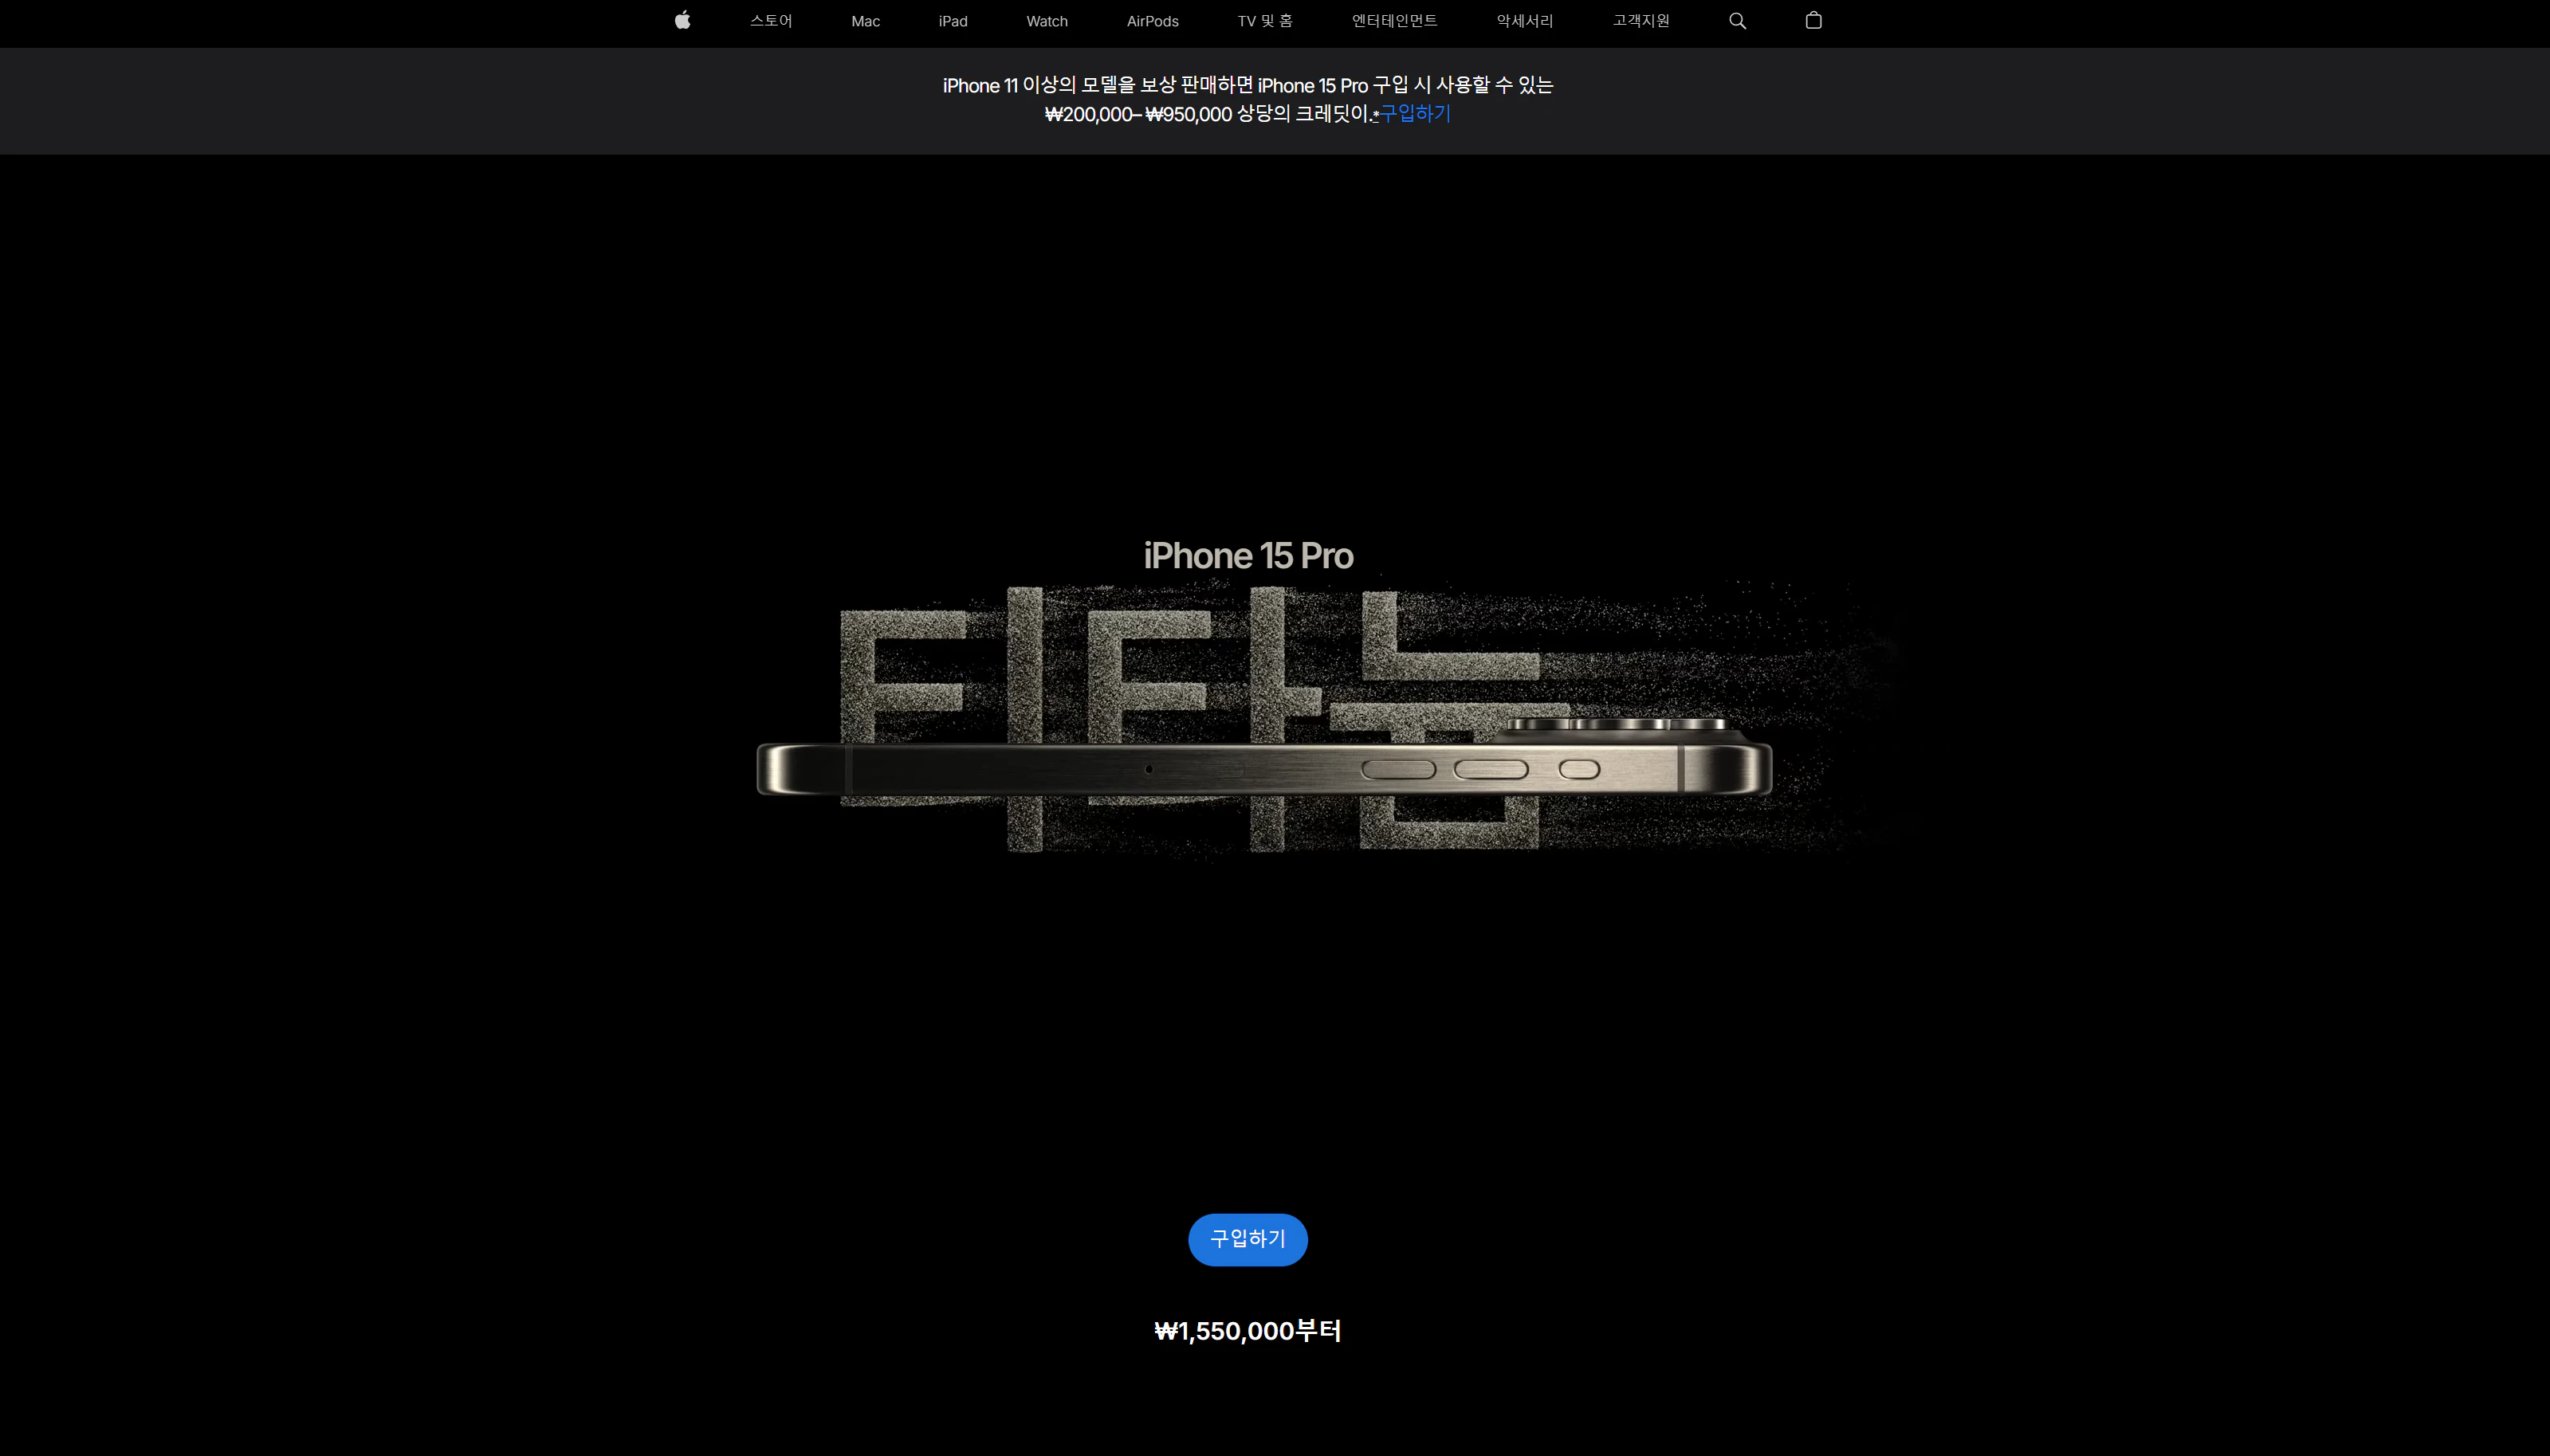 스토어 Mac iPad Watch AirPods TV 및 홈 엔터테인먼트 악세서리 고객지원
iPhone 11 이상의 모델을 보상 판매하면 iPhone 15 Pro 구입 시 사용할 수 있는
₩200,000– ₩950,000 상당의 크레딧이.*구입하기
iPhone 15 Pro
티타늄
구입하기
₩1,550,000부터